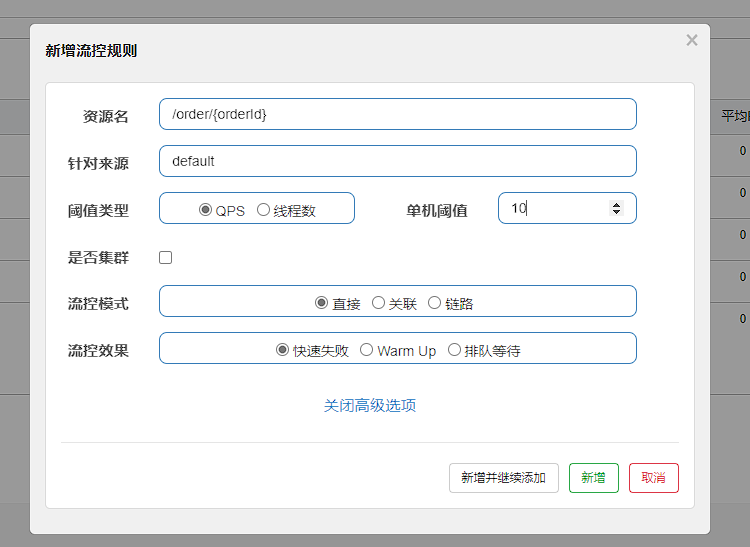 新增流控规则
×
平均
资源名 /order/{orderId}
0
针对来源 default
0
阈值类型 QPS 线程数 单机阈值 10
0
是否集群
0
流控模式 直接 关联 链路
0
流控效果 快速失败 Warm Up 排队等待
关闭高级选项
新增并继续添加 新增 取消